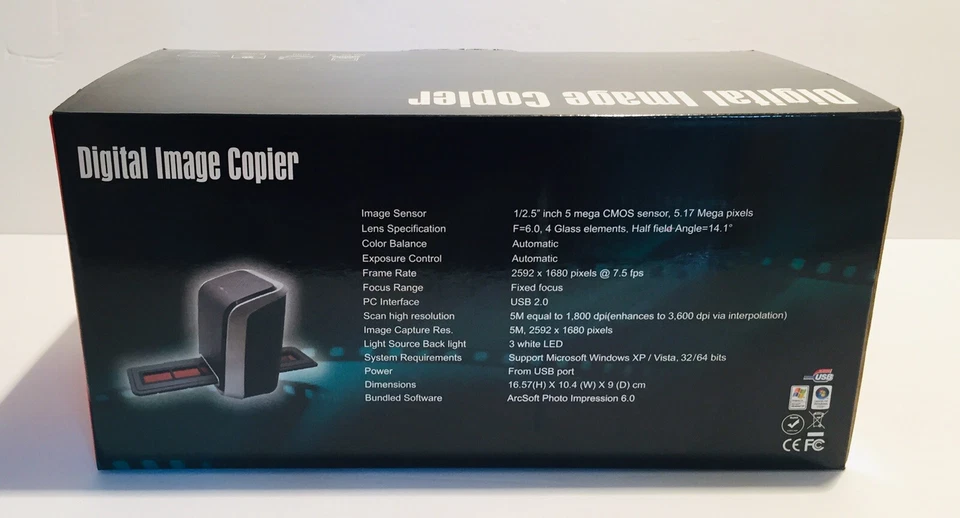 Digital Image Copier
Digital Image Copier
Image Sensor 1/2.5" inch 5 mega CMOS sensor, 5.17 Mega pixels
Lens Specification F=6.0, 4 Glass elements, Half field Angle=14.1°
Color Balance Automatic
Exposure Control Automatic
Frame Rate 2592 x 1680 pixels @ 7.5 fps
Focus Range Fixed focus
PC Interface USB 2.0
Scan high resolution 5M equal to 1,800 dpi(enhances to 3,600 dpi via interpolation)
Image Capture Res. 5M, 2592 x 1680 pixels
Light Source Back light 3 white LED
System Requirements Support Microsoft Windows XP / Vista, 32/64 bits
Power From USB port
Dimensions 16.57(H) X 10.4 (W) X 9 (D) cm
Bundled Software ArcSoft Photo Impression 6.0
USB
CE FC